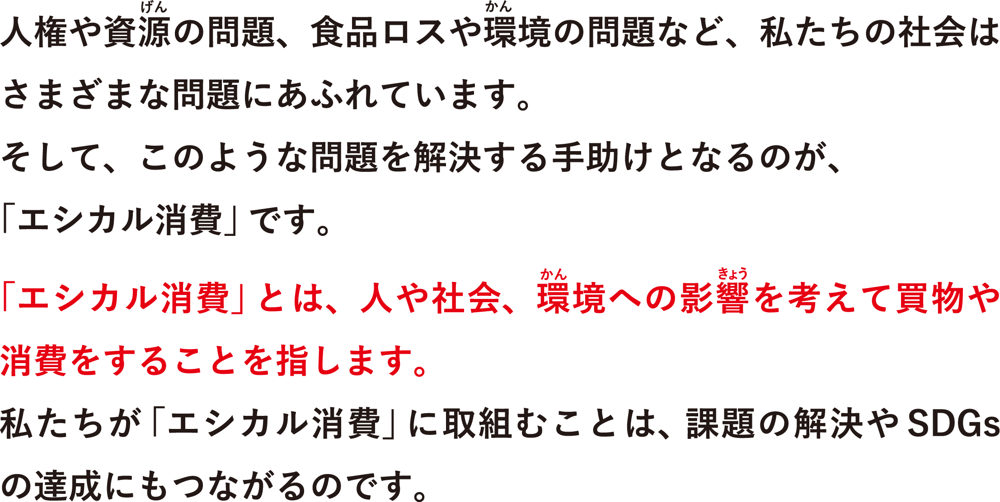 人権や資源の問題、食品ロスや環境の問題など、私たちの社会は
さまざまな問題にあふれています。
そして、このような問題を解決する手助けとなるのが、
「エシカル消費」です。
「エシカル消費」とは、人や社会、環境への影響を考えて買物や
消費をすることを指します。
私たちが「エシカル消費」に取組むことは、課題の解決やSDGs
の達成にもつながるのです。